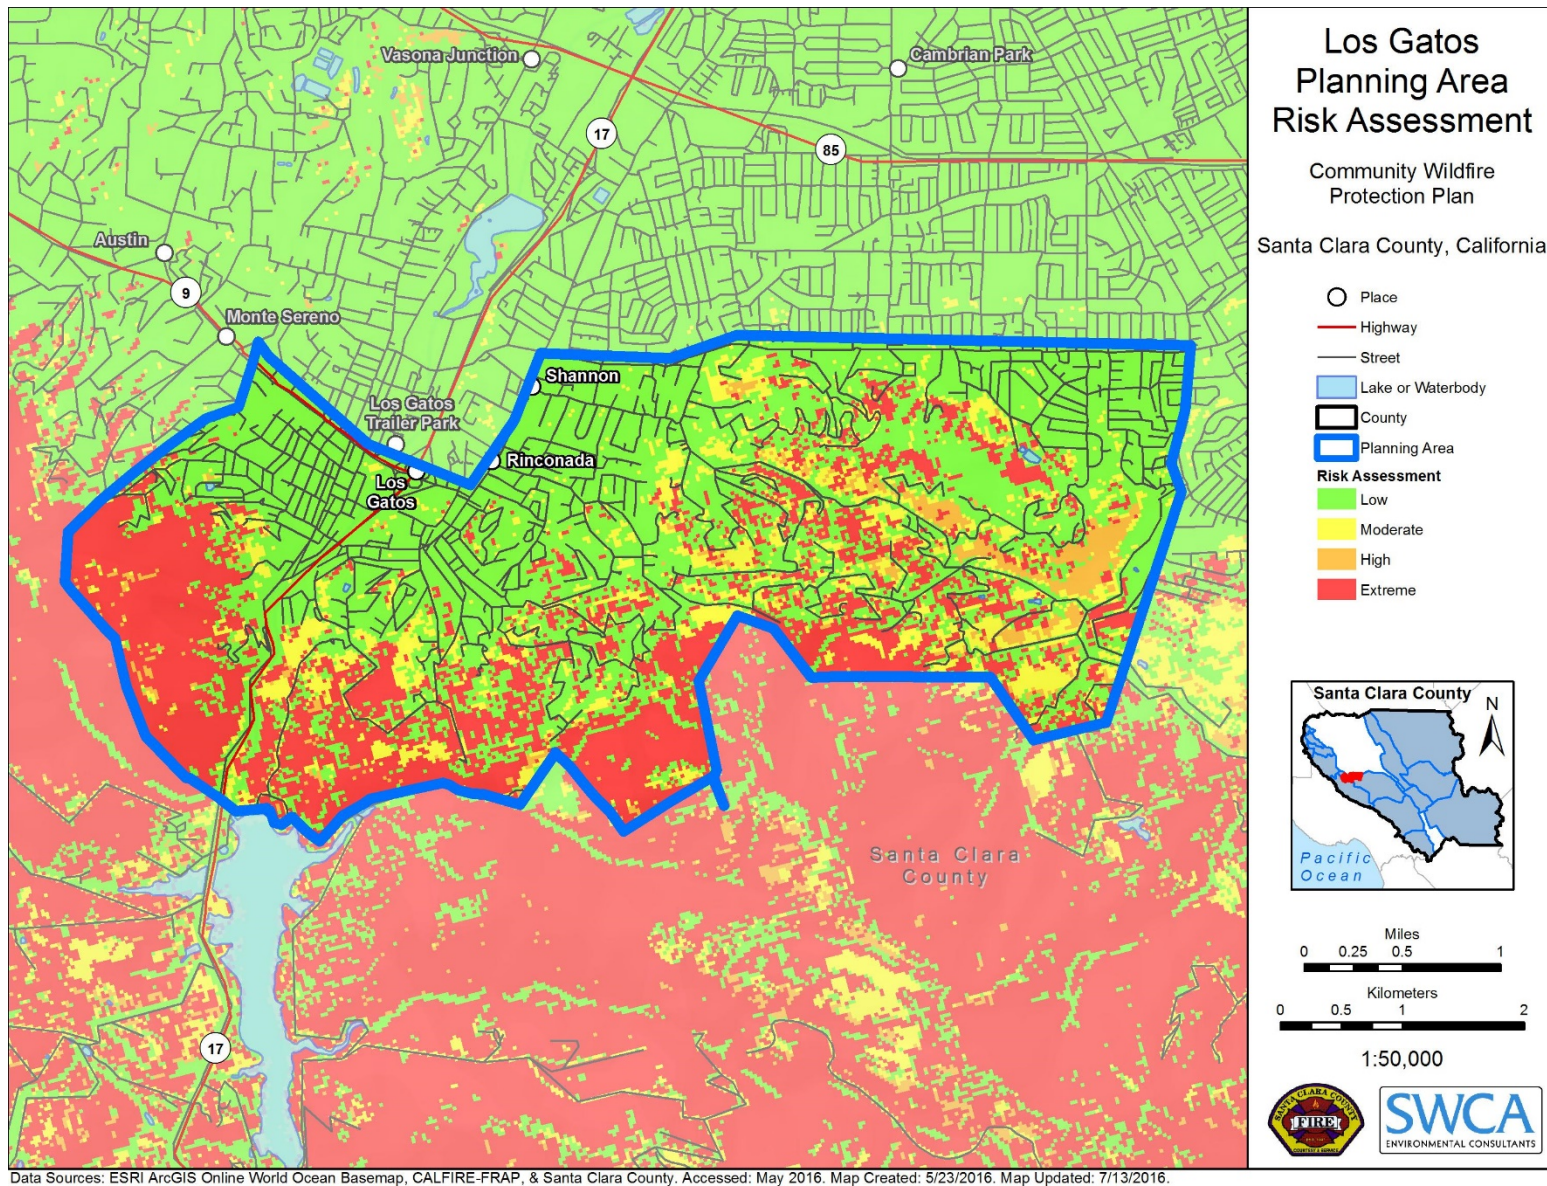 Vasona Junction
Cambrian Park
17
85
Austin
9
Monte Sereno
Shannon
Los Gatos
Trailer Park
Rinconada
Los
Gatos
Santa Clara
County
17
Los Gatos
Planning Area
Risk Assessment
Community Wildfire
Protection Plan
Santa Clara County, California
Place
Highway
Street
Lake or Waterbody
County
Planning Area
Risk Assessment
Low
Moderate
High
Extreme
Santa Clara County
N
Pacific
Ocean
Miles
0 0.25 0.5 1
Kilometers
0 0.5 1 2
1:50,000
SANTA CLARA COUNTY
FIRE
COURTESY & SERVICE
SWCA
ENVIRONMENTAL CONSULTANTS
Data Sources: ESRI ArcGIS Online World Ocean Basemap, CALFIRE-FRAP, & Santa Clara County. Accessed: May 2016. Map Created: 5/23/2016. Map Updated: 7/13/2016.